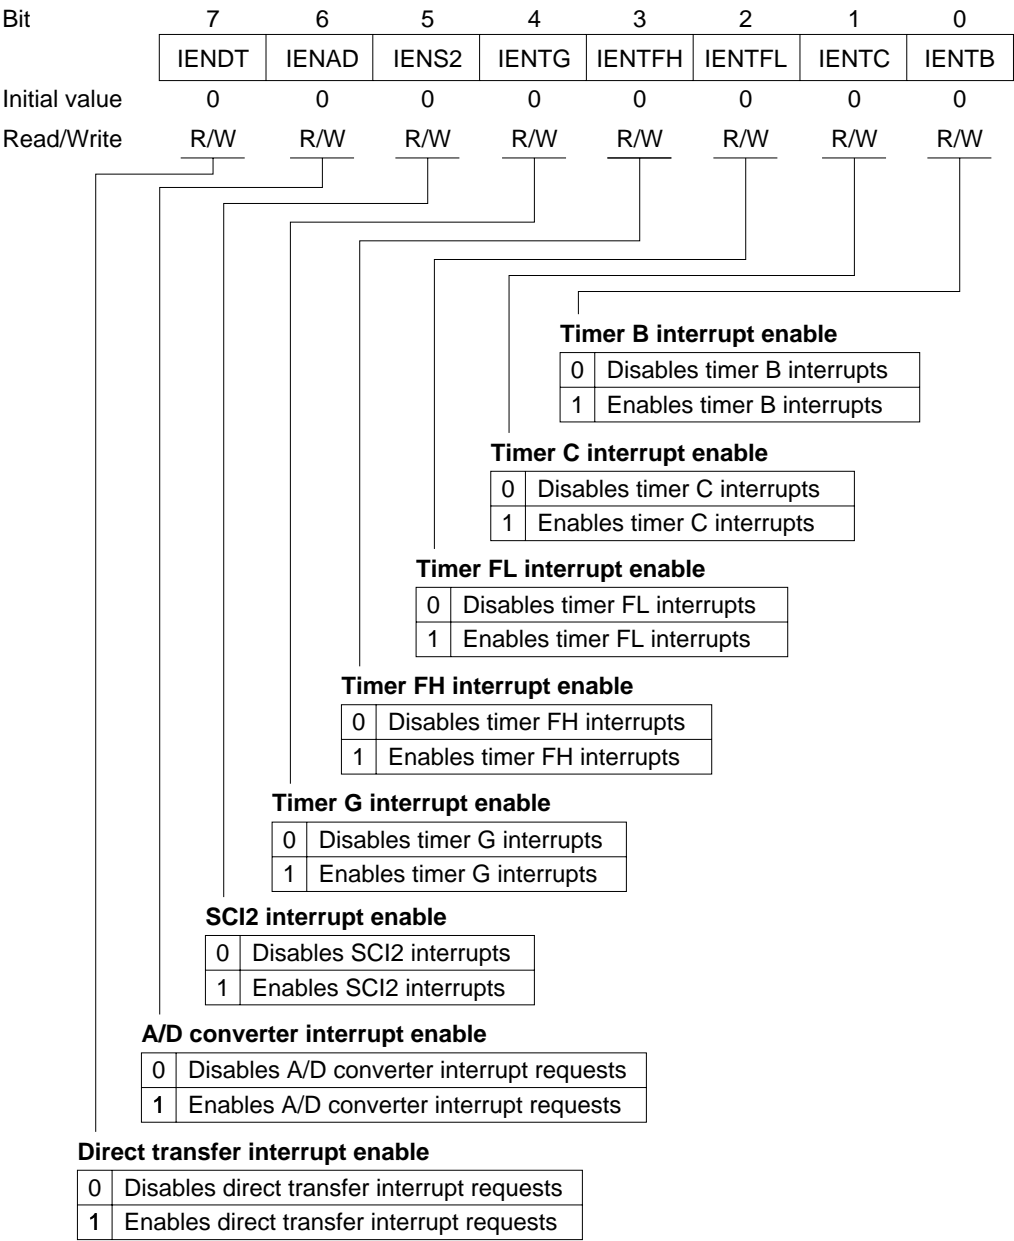 Bit 7 6 5 4 3 2 1 0
IENDT IENAD IENS2 IENTG IENTFH IENTFL IENTC IENTB
Initial value 0 0 0 0 0 0 0 0
Read/Write R/W R/W R/W R/W R/W R/W R/W R/W
Timer B interrupt enable
0 Disables timer B interrupts
1 Enables timer B interrupts
Timer C interrupt enable
0 Disables timer C interrupts
1 Enables timer C interrupts
Timer FL interrupt enable
0 Disables timer FL interrupts
1 Enables timer FL interrupts
Timer FH interrupt enable
0 Disables timer FH interrupts
1 Enables timer FH interrupts
Timer G interrupt enable
0 Disables timer G interrupts
1 Enables timer G interrupts
SCI2 interrupt enable
0 Disables SCI2 interrupts
1 Enables SCI2 interrupts
A/D converter interrupt enable
0 Disables A/D converter interrupt requests
1 Enables A/D converter interrupt requests
Direct transfer interrupt enable
0 Disables direct transfer interrupt requests
1 Enables direct transfer interrupt requests